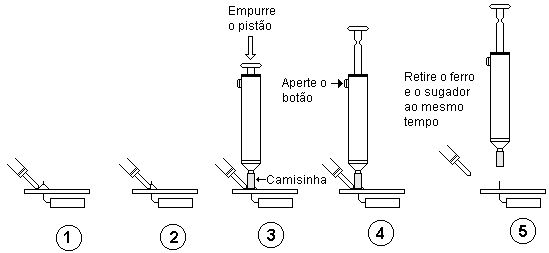 Empurre
o pistão
Aperte o
botão
Retire o ferro
e o sugador
ao mesmo
tempo
Camisinha
1
2
3
4
5